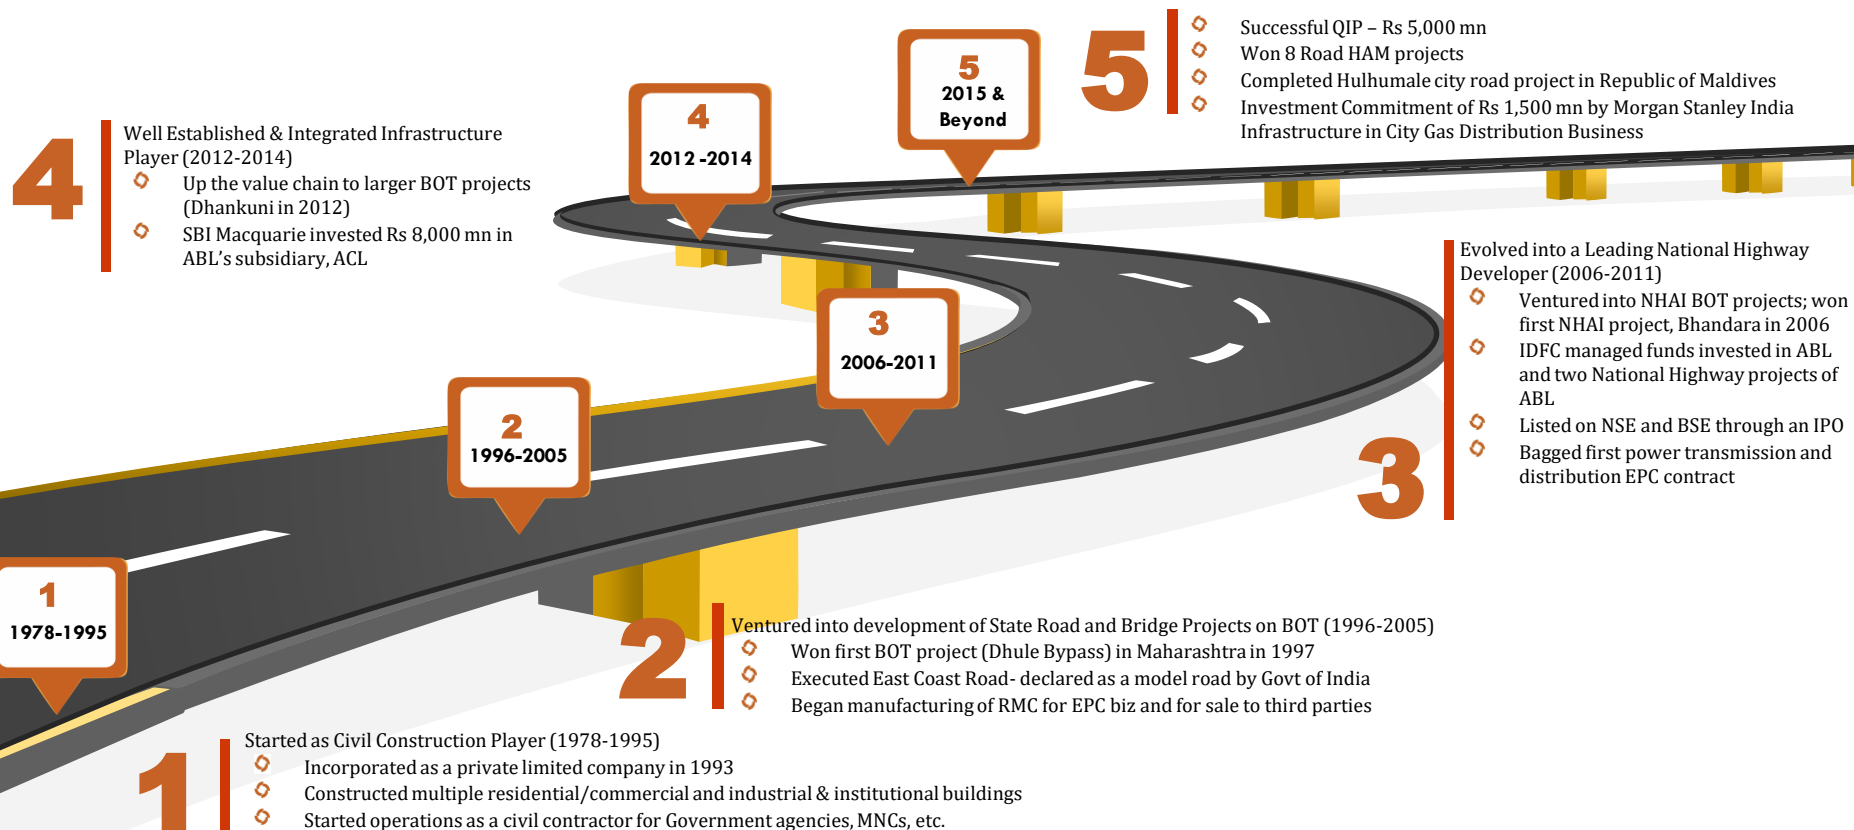 5
Successful QIP – Rs 5,000 mn
Won 8 Road HAM projects
Completed Hulhumale city road project in Republic of Maldives
Investment Commitment of Rs 1,500 mn by Morgan Stanley India
Infrastructure in City Gas Distribution Business
5
2015 &
Beyond
4
2012 -2014
4
Well Established & Integrated Infrastructure
Player (2012-2014)
Up the value chain to larger BOT projects
(Dhankuni in 2012)
SBI Macquarie invested Rs 8,000 mn in
ABL's subsidiary, ACL
3
2006-2011
3
Evolved into a Leading National Highway
Developer (2006-2011)
Ventured into NHAI BOT projects; won
first NHAI project, Bhandara in 2006
IDFC managed funds invested in ABL
and two National Highway projects of
ABL
Listed on NSE and BSE through an IPO
Bagged first power transmission and
distribution EPC contract
2
1996-2005
2
Ventured into development of State Road and Bridge Projects on BOT (1996-2005)
Won first BOT project (Dhule Bypass) in Maharashtra in 1997
Executed East Coast Road- declared as a model road by Govt of India
Began manufacturing of RMC for EPC biz and for sale to third parties
1
1978-1995
1
Started as Civil Construction Player (1978-1995)
Incorporated as a private limited company in 1993
Constructed multiple residential/commercial and industrial & institutional buildings
Started operations as a civil contractor for Government agencies, MNCs, etc.